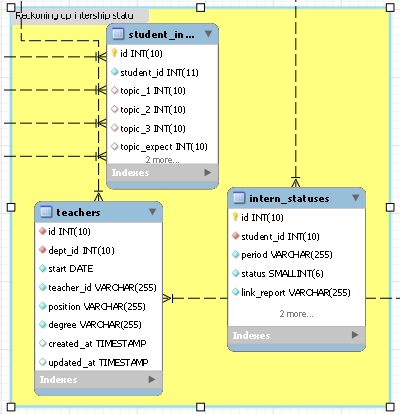 Reckoning up intership statu
student_in...
id INT(10)
student_id INT(11)
topic_1 INT(10)
topic_2 INT(10)
topic_3 INT(10)
topic_expect INT(10)
2 more...
Indexes
teachers
id INT(10)
dept_id INT(10)
start DATE
teacher_id VARCHAR(255)
position VARCHAR(255)
degree VARCHAR(255)
created_at TIMESTAMP
updated_at TIMESTAMP
Indexes
intern_statuses
id INT(10)
student_id INT(10)
period VARCHAR(255)
status SMALLINT(6)
link_report VARCHAR(255)
2 more...
Indexes